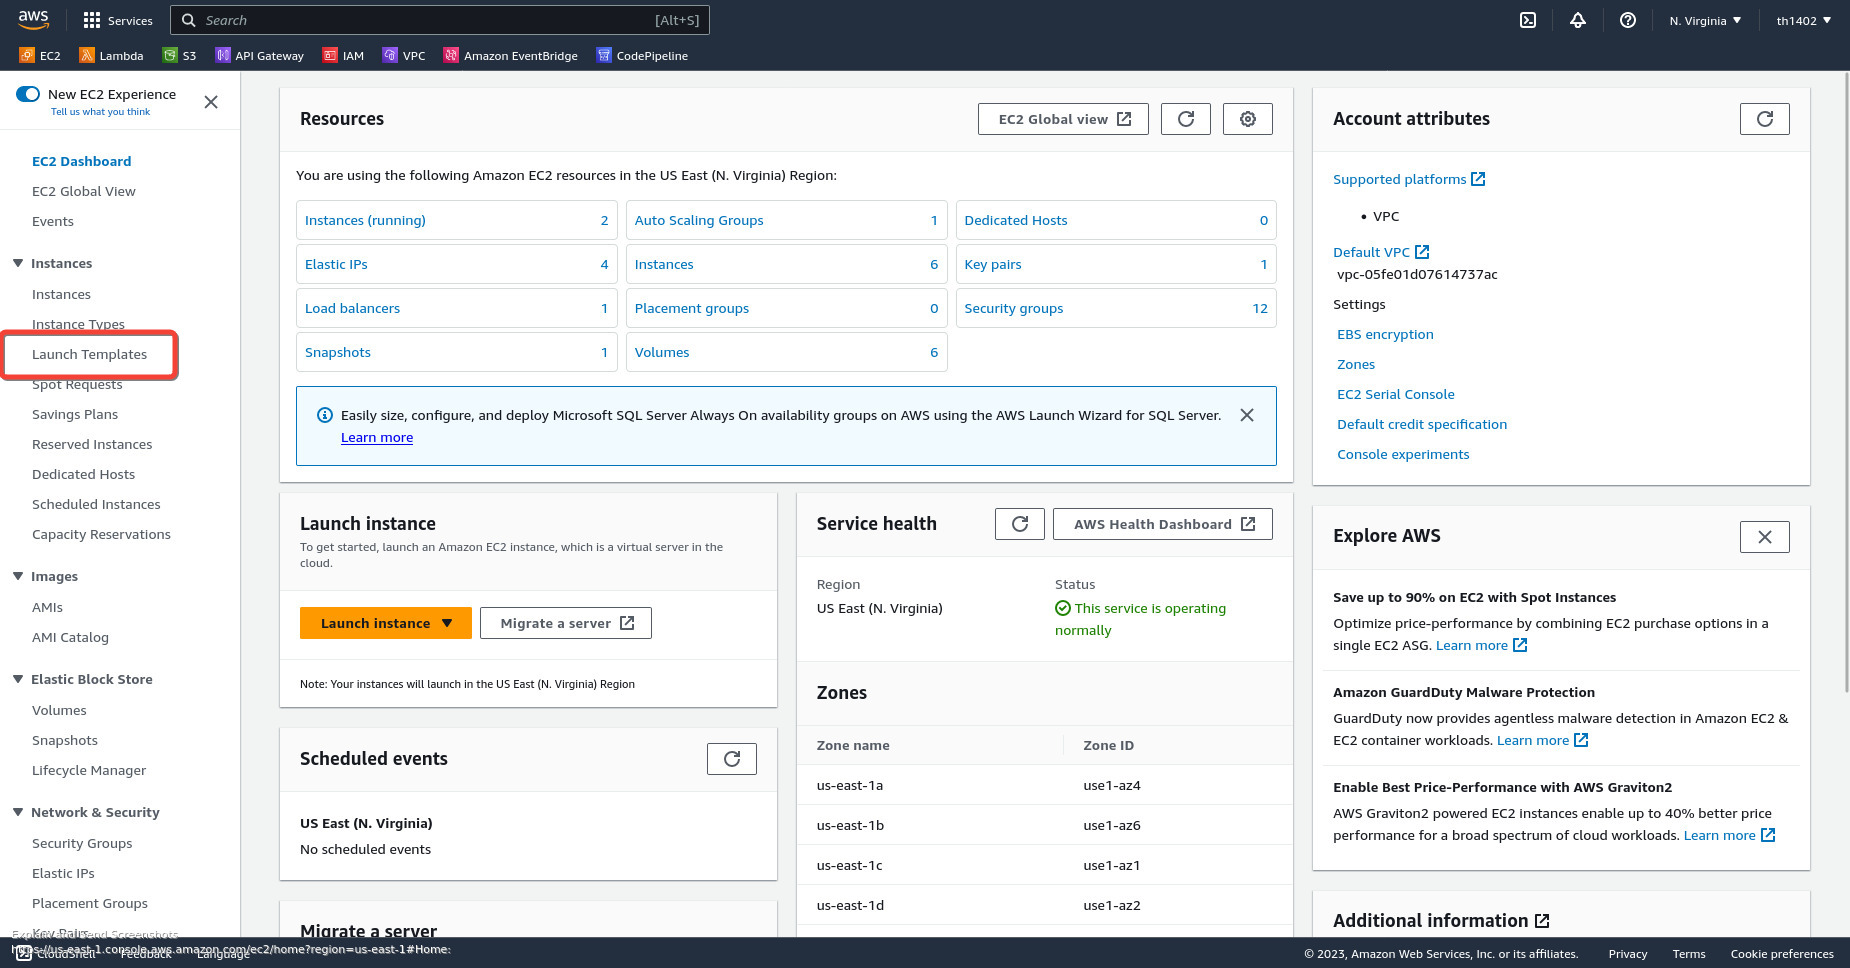 aws
Services
Search
[Alt+S]
N. Virginia
th1402
EC2
Lambda
S3
API Gateway
IAM
VPC
Amazon EventBridge
CodePipeline
New EC2 Experience
Tell us what you think
EC2 Dashboard
EC2 Global View
Events
Instances
Instances
Instance Types
Launch Templates
Spot Requests
Savings Plans
Reserved Instances
Dedicated Hosts
Scheduled Instances
Capacity Reservations
Images
AMIs
AMI Catalog
Elastic Block Store
Volumes
Snapshots
Lifecycle Manager
Network & Security
Security Groups
Elastic IPs
Placement Groups
Key Pairs
Resources
EC2 Global view
You are using the following Amazon EC2 resources in the US East (N. Virginia) Region:
Instances (running) 2
Auto Scaling Groups 1
Dedicated Hosts 0
Elastic IPs 4
Instances 6
Key pairs 1
Load balancers 1
Placement groups 0
Security groups 12
Snapshots 1
Volumes 6
Easily size, configure, and deploy Microsoft SQL Server Always On availability groups on AWS using the AWS Launch Wizard for SQL Server.
Learn more
Launch instance
To get started, launch an Amazon EC2 instance, which is a virtual server in the
cloud.
Launch instance
Migrate a server
Note: Your instances will launch in the US East (N. Virginia) Region
Scheduled events
US East (N. Virginia)
No scheduled events
Migrate a server
Service health
AWS Health Dashboard
Region
US East (N. Virginia)
Status
This service is operating
normally
Zones
Zone name Zone ID
us-east-1a use1-az4
us-east-1b use1-az6
us-east-1c use1-az1
us-east-1d use1-az2
Account attributes
Supported platforms
• VPC
Default VPC
vpc-05fe01d07614737ac
Settings
EBS encryption
Zones
EC2 Serial Console
Default credit specification
Console experiments
Explore AWS
Save up to 90% on EC2 with Spot Instances
Optimize price-performance by combining EC2 purchase options in a
single EC2 ASG. Learn more
Amazon GuardDuty Malware Protection
GuardDuty now provides agentless malware detection in Amazon EC2 &
EC2 container workloads. Learn more
Enable Best Price-Performance with AWS Graviton2
AWS Graviton2 powered EC2 instances enable up to 40% better price
performance for a broad spectrum of cloud workloads. Learn more
Additional information
Send Screenshots
https://us-east-1.console.aws.amazon.com/ec2/home?region=us-east-1#Home:
CloudShell
Feedback
Language
© 2023, Amazon Web Services, Inc. or its affiliates.
Privacy
Terms
Cookie preferences